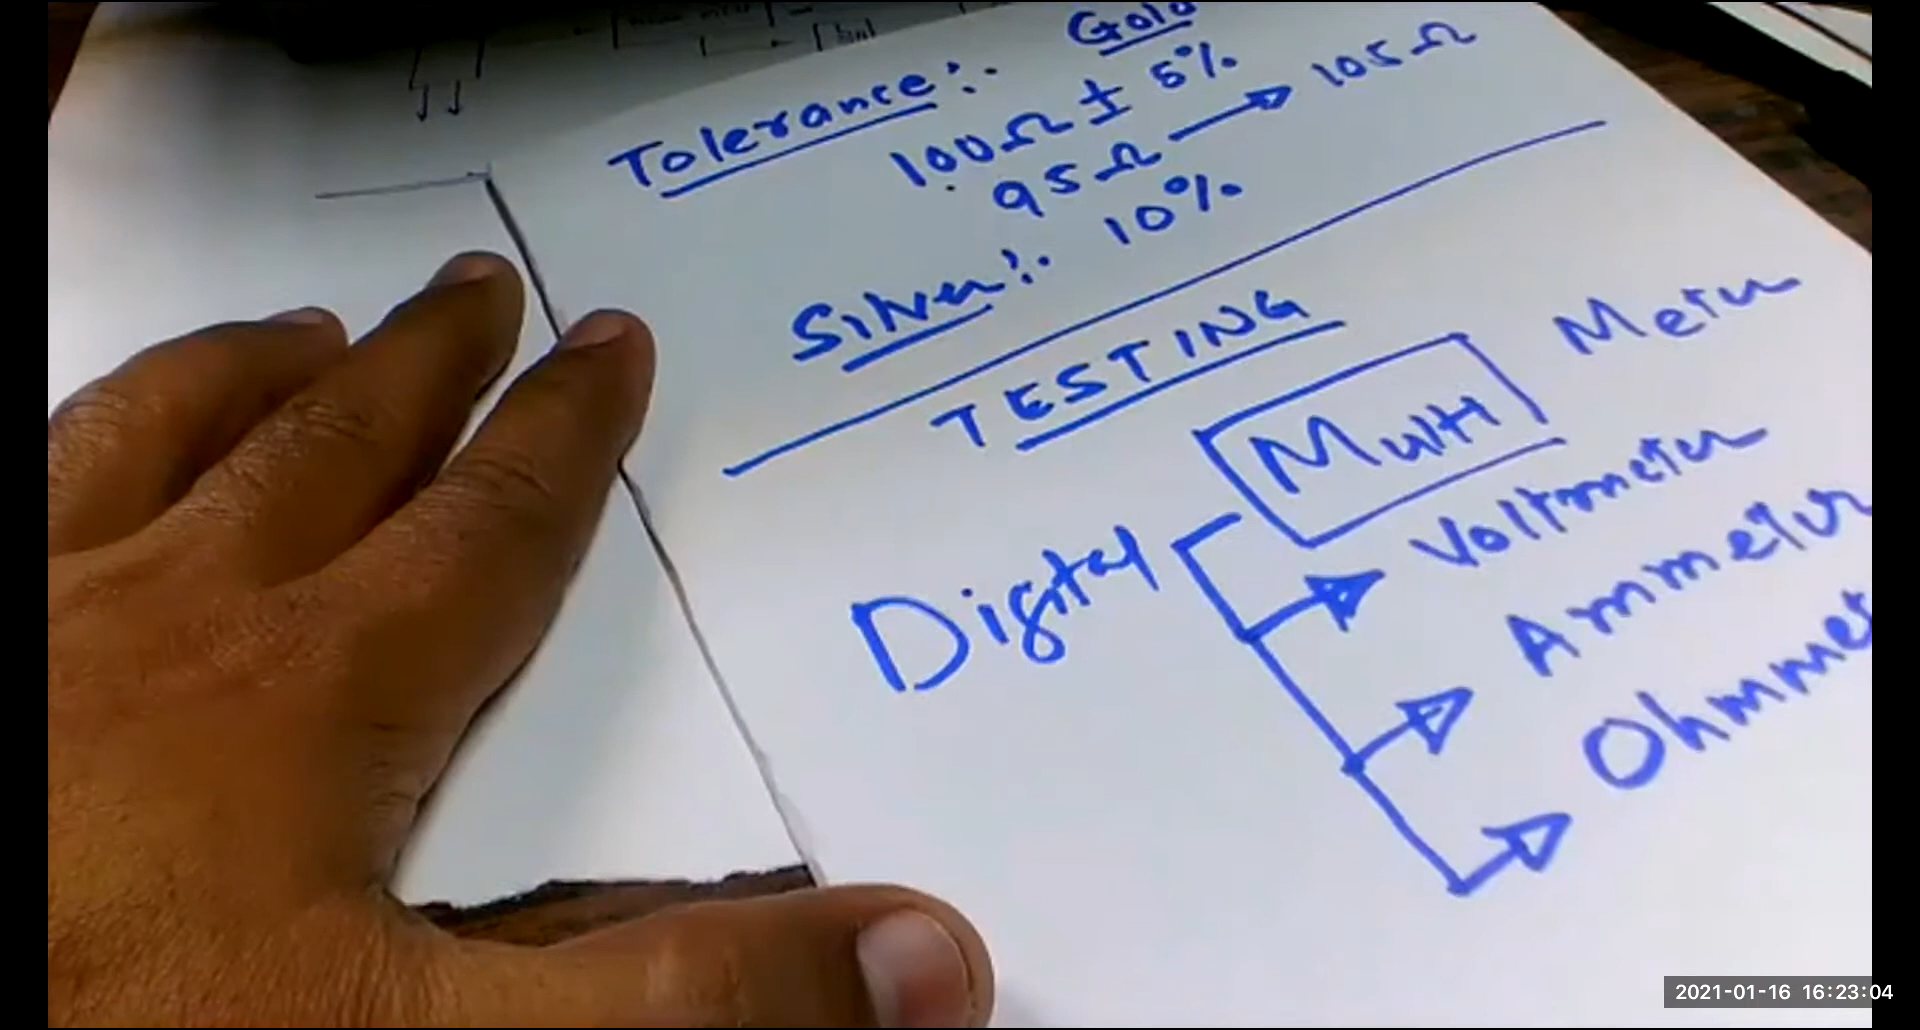 Gold
Tolerance:-
100Ω ± 5%
95Ω → 105Ω
Silver:- 10%
TESTING
Digital Multi Meter
Voltmeter
Ammeter
Ohmme
2021-01-16 16:23:04